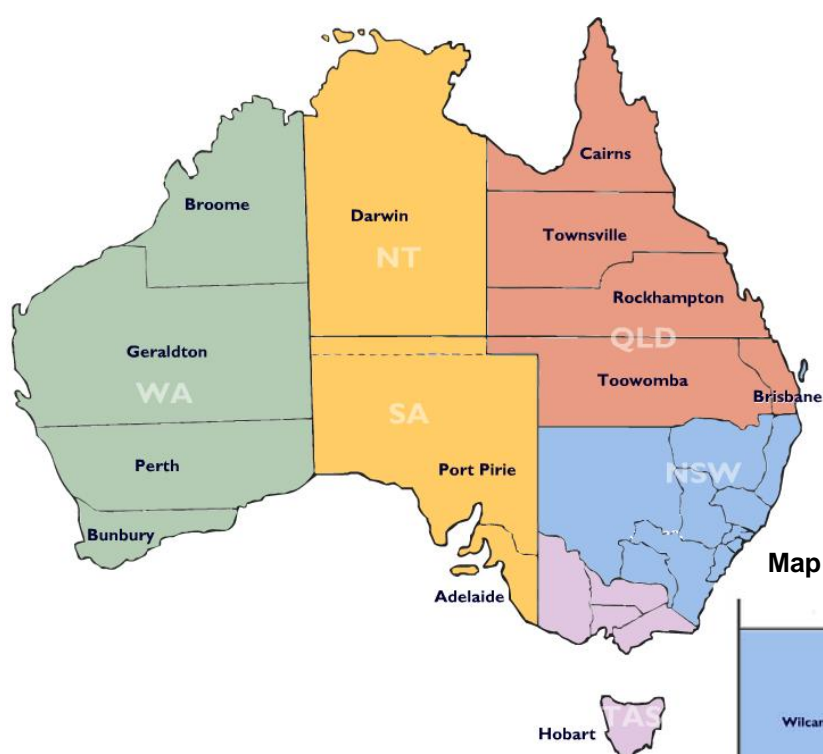 Cairns
Broome
Darwin
Townsville
NT
Rockhampton
QLD
Geraldton
Toowomba
WA
Brisbane
SA
Perth
Port Pirie
NSW
Bunbury
Map
Adelaide
TAS
Hobart